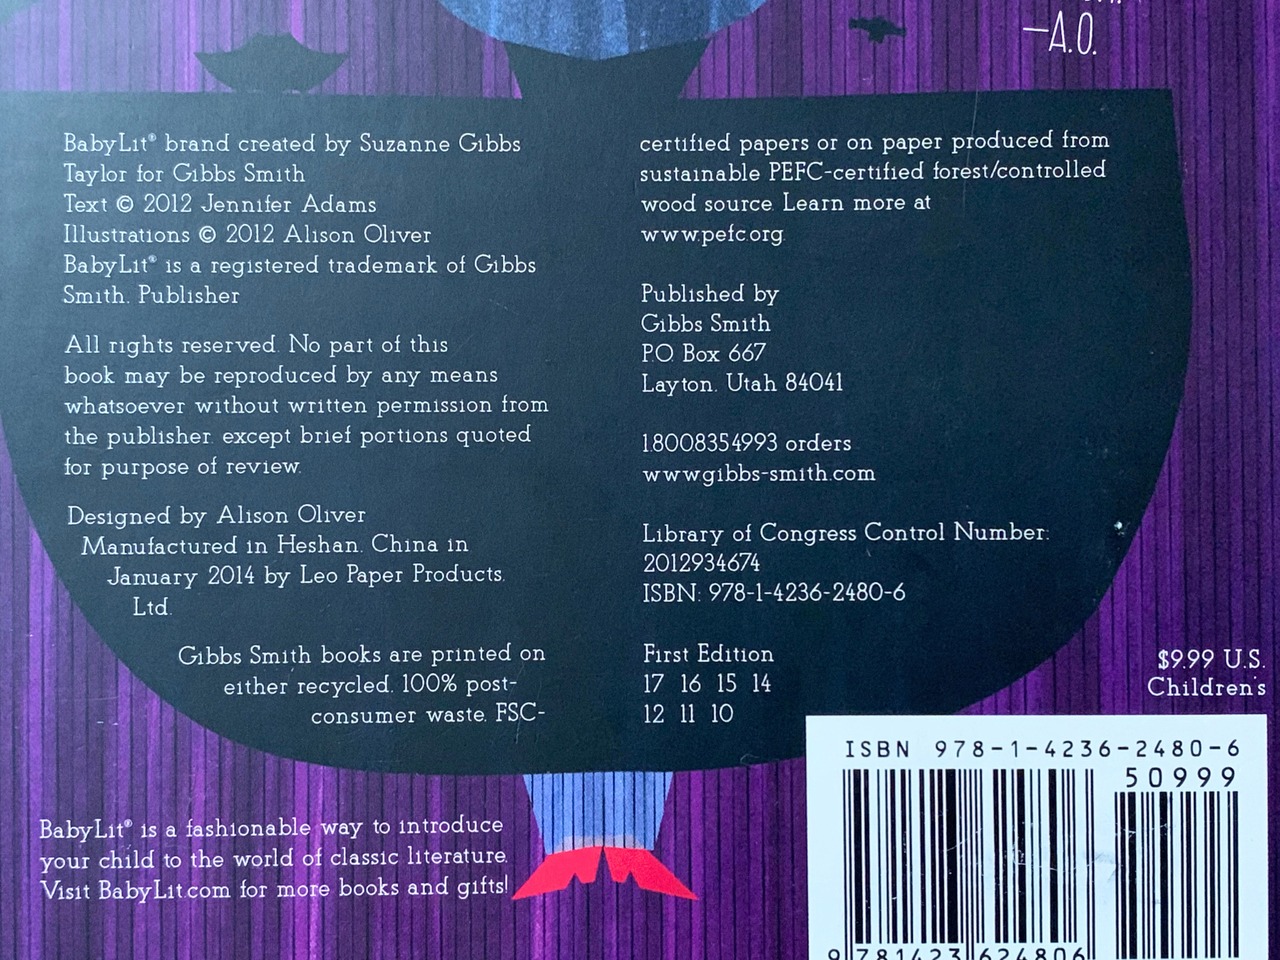 —A.O.
BabyLit® brand created by Suzanne Gibbs
Taylor for Gibbs Smith
Text © 2012 Jennifer Adams
Illustrations © 2012 Alison Oliver
BabyLit® is a registered trademark of Gibbs
Smith, Publisher
All rights reserved. No part of this
book may be reproduced by any means
whatsoever without written permission from
the publisher, except brief portions quoted
for purpose of review.
Designed by Alison Oliver
Manufactured in Heshan, China in
January 2014 by Leo Paper Products,
Ltd.
Gibbs Smith books are printed on
either recycled, 100% post-
consumer waste, FSC-
certified papers or on paper produced from
sustainable PEFC-certified forest/controlled
wood source. Learn more at
www.pefc.org.
Published by
Gibbs Smith
P.O. Box 667
Layton, Utah 84041
1.800.835.4993 orders
www.gibbs-smith.com
Library of Congress Control Number:
2012934674
ISBN: 978-1-4236-2480-6
First Edition
17 16 15 14
12 11 10
$9.99 U.S.
Children's
ISBN 978-1-4236-2480-6
50999
9 781423 624806
BabyLit® is a fashionable way to introduce
your child to the world of classic literature.
Visit BabyLit.com for more books and gifts!